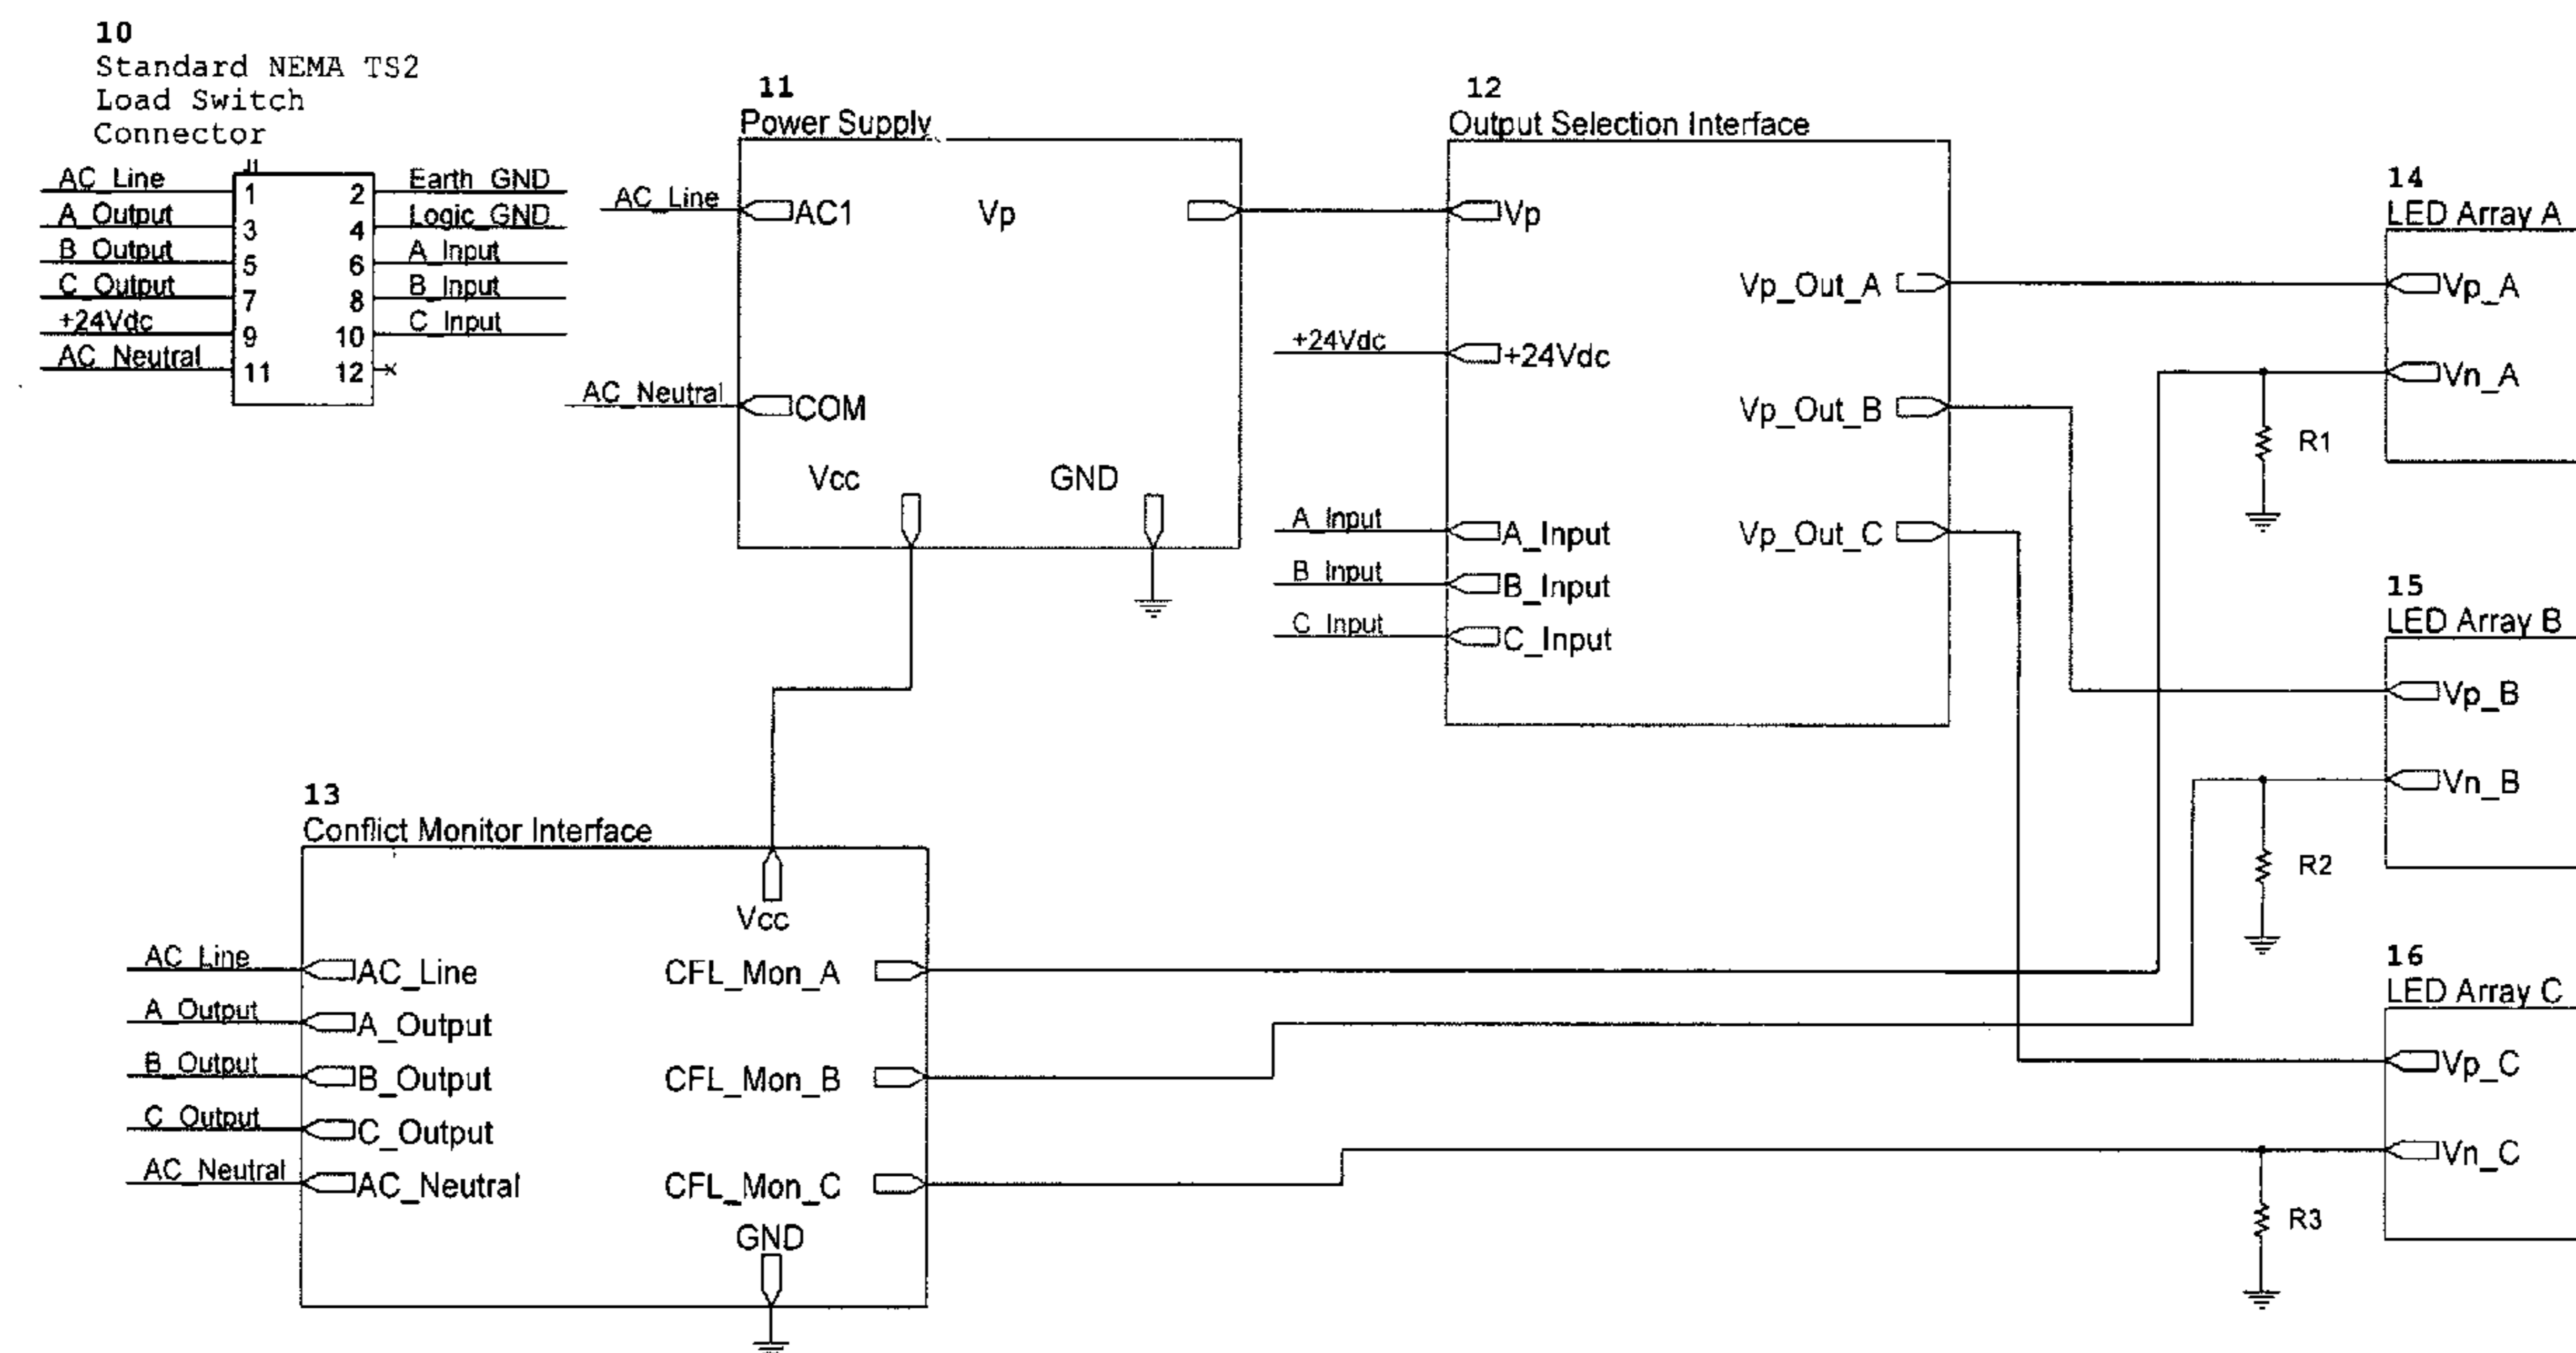 10
Standard NEMA TS2
Load Switch
Connector
J1
AC_Line 1 2 Earth_GND
A_Output 3 4 Logic_GND
B_Output 5 6 A_Input
C_Output 7 8 B_Input
+24Vdc 9 10 C_Input
AC_Neutral 11 12
11
Power Supply
AC_Line AC1 Vp
AC_Neutral COM
Vcc GND
12
Output Selection Interface
Vp
Vp_Out_A
+24Vdc +24Vdc
Vp_Out_B
A_Input A_Input Vp_Out_C
B_Input B_Input
C_Input C_Input
14
LED Array A
Vp_A
Vn_A
R1
15
LED Array B
Vp_B
Vn_B
R2
16
LED Array C
Vp_C
Vn_C
R3
13
Conflict Monitor Interface
Vcc
AC_Line AC_Line CFL_Mon_A
A_Output A_Output
B_Output B_Output CFL_Mon_B
C_Output C_Output
AC_Neutral AC_Neutral CFL_Mon_C
GND